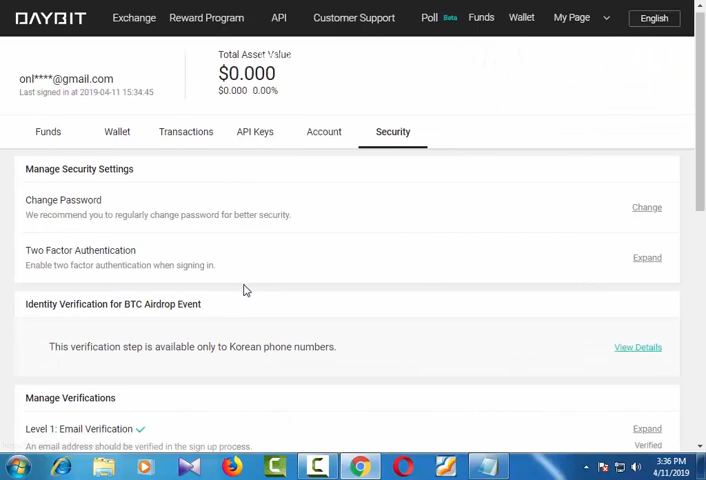 DAYBIT Exchange Reward Program API Customer Support Poll Beta Funds Wallet My Page English
Total Asset Value
onl****@gmail.com
$0.000
Last signed in at 2019-04-11 15:34:45
$0.000 0.00%
Funds Wallet Transactions API Keys Account Security
Manage Security Settings
Change Password
We recommend you to regularly change password for better security.
Change
Two Factor Authentication
Enable two factor authentication when signing in.
Expand
Identity Verification for BTC Airdrop Event
This verification step is available only to Korean phone numbers.
View Details
Manage Verifications
Level 1: Email Verification
Expand
An email address should be verified in the sign up process.
Verified
3:36 PM
4/11/2019